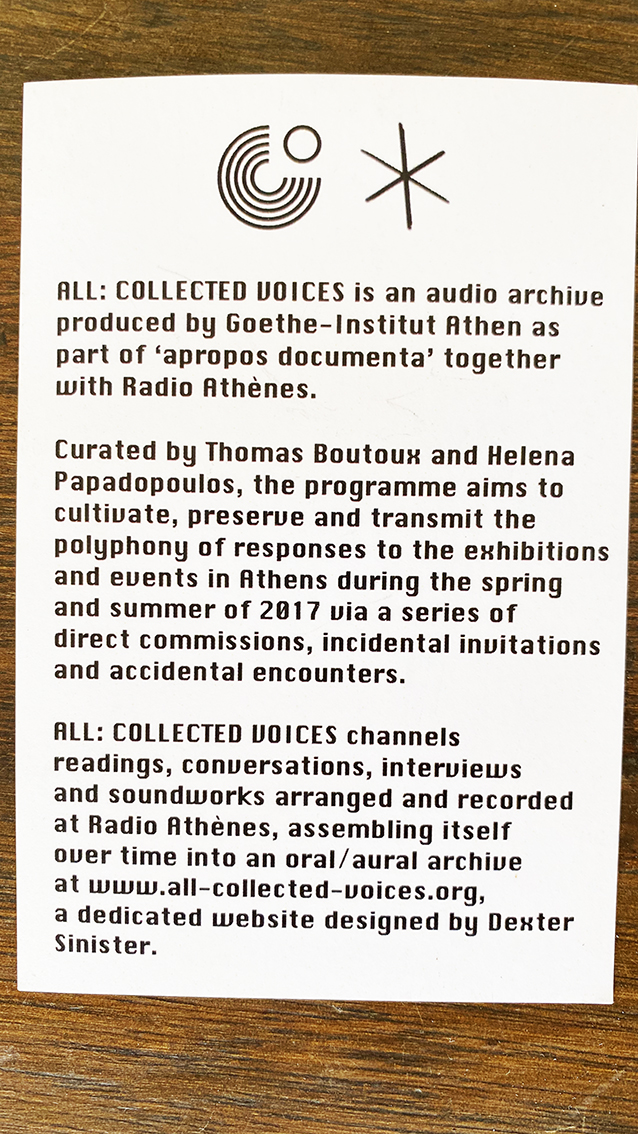 ALL: COLLECTED VOICES is an audio archive
produced by Goethe-Institut Athen as
part of ‘apropos documenta’ together
with Radio Athènes.
Curated by Thomas Boutoux and Helena
Papadopoulos, the programme aims to
cultivate, preserve and transmit the
polyphony of responses to the exhibitions
and events in Athens during the spring
and summer of 2017 via a series of
direct commissions, incidental invitations
and accidental encounters.
ALL: COLLECTED VOICES channels
readings, conversations, interviews
and soundworks arranged and recorded
at Radio Athènes, assembling itself
over time into an oral/aural archive
at www.all-collected-voices.org,
a dedicated website designed by Dexter
Sinister.